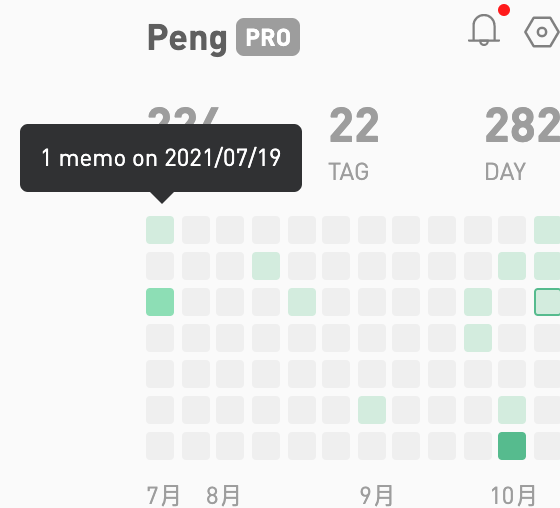 Peng PRO
22 282
1 memo on 2021/07/19
TAG DAY
7月 8月 9月 10月